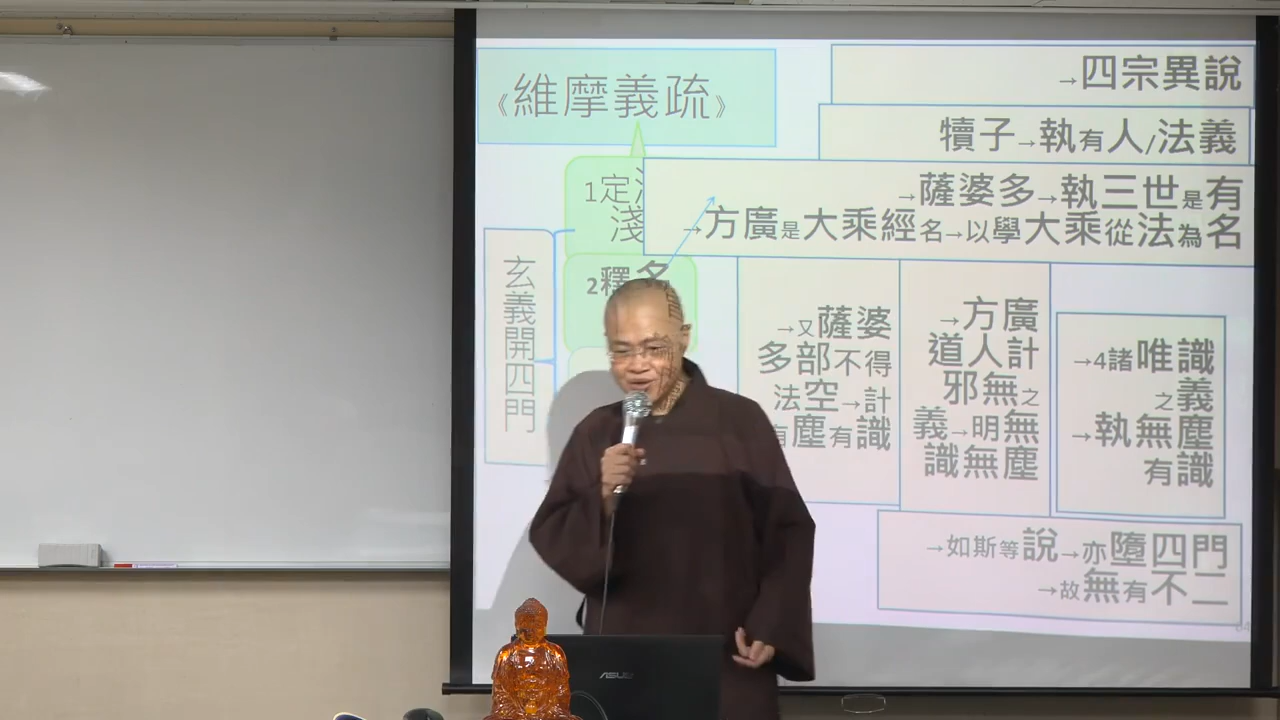 《維摩義疏》
→四宗異說
犢子→執有人/法義
→薩婆多→執三世是有
→方廣是大乘經名→以學大乘從法為名
1定
淺
2釋名
玄義開四門
→又薩婆
多部不得
法空→計
有塵有識
→方廣
道人計
邪無之
義→明無
識無塵
→4諸唯識
之義
→執無塵
有識
→如斯等說→亦墮四門
→故無有不二
ASUS